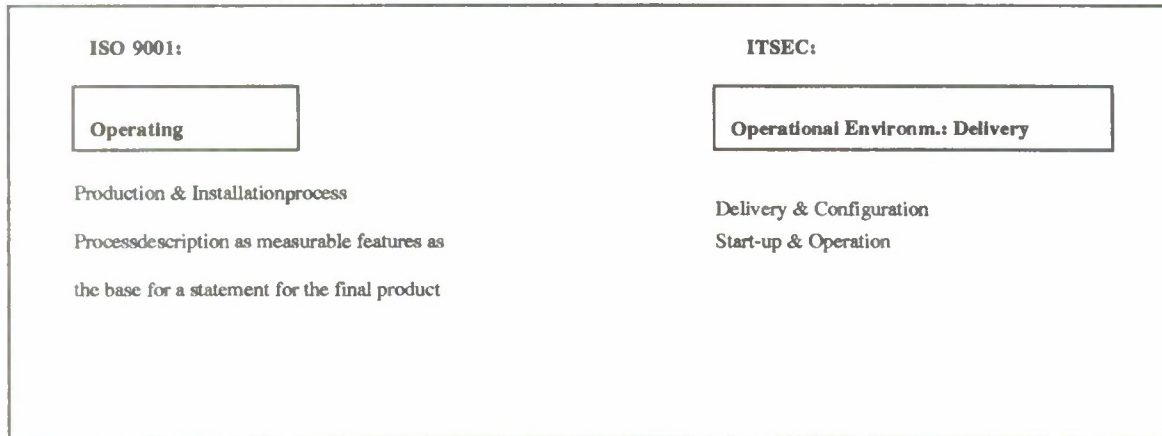 ISO 9001:
Operating
Production & Installationprocess
Processdescription as measurable features as
the base for a statement for the final product
ITSEC:
Operational Environm.: Delivery
Delivery & Configuration
Start-up & Operation